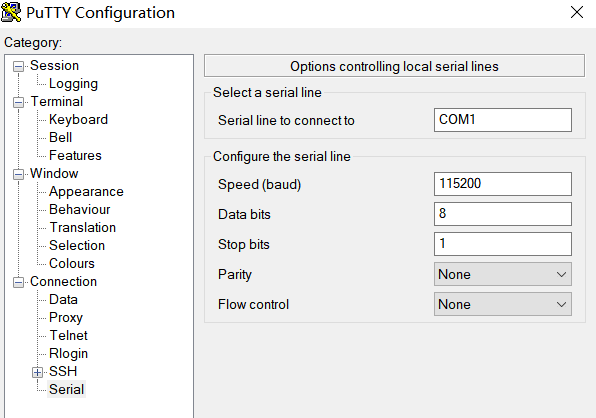 PuTTY Configuration
Category:
Session
Logging
Terminal
Keyboard
Bell
Features
Window
Appearance
Behaviour
Translation
Selection
Colours
Connection
Data
Proxy
Telnet
Rlogin
SSH
Serial
Options controlling local serial lines
Select a serial line
Serial line to connect to COM1
Configure the serial line
Speed (baud) 115200
Data bits 8
Stop bits 1
Parity None
Flow control None